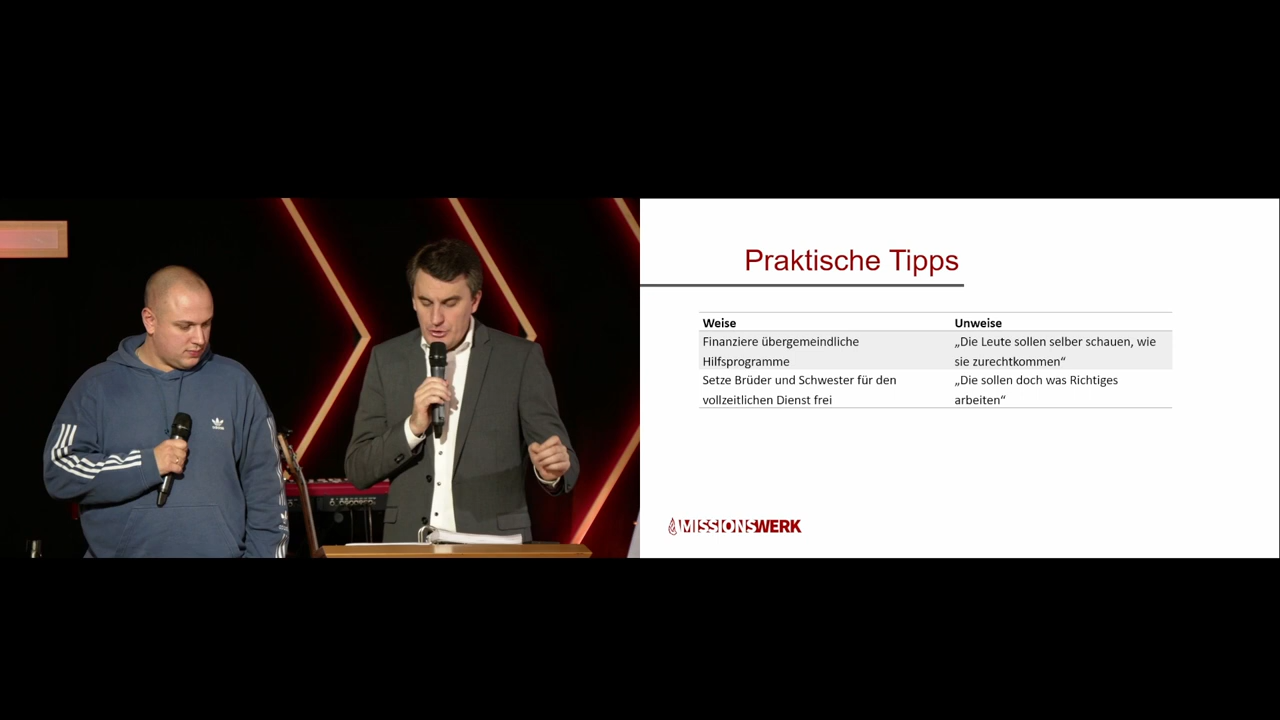 Praktische Tipps
Weise Unweise
Finanziere übergemeindliche „Die Leute sollen selber schauen, wie
Hilfsprogramme sie zurechtkommen“
Setze Brüder und Schwester für den „Die sollen doch was Richtiges
vollzeitlichen Dienst frei arbeiten“
MISSIONSWERK